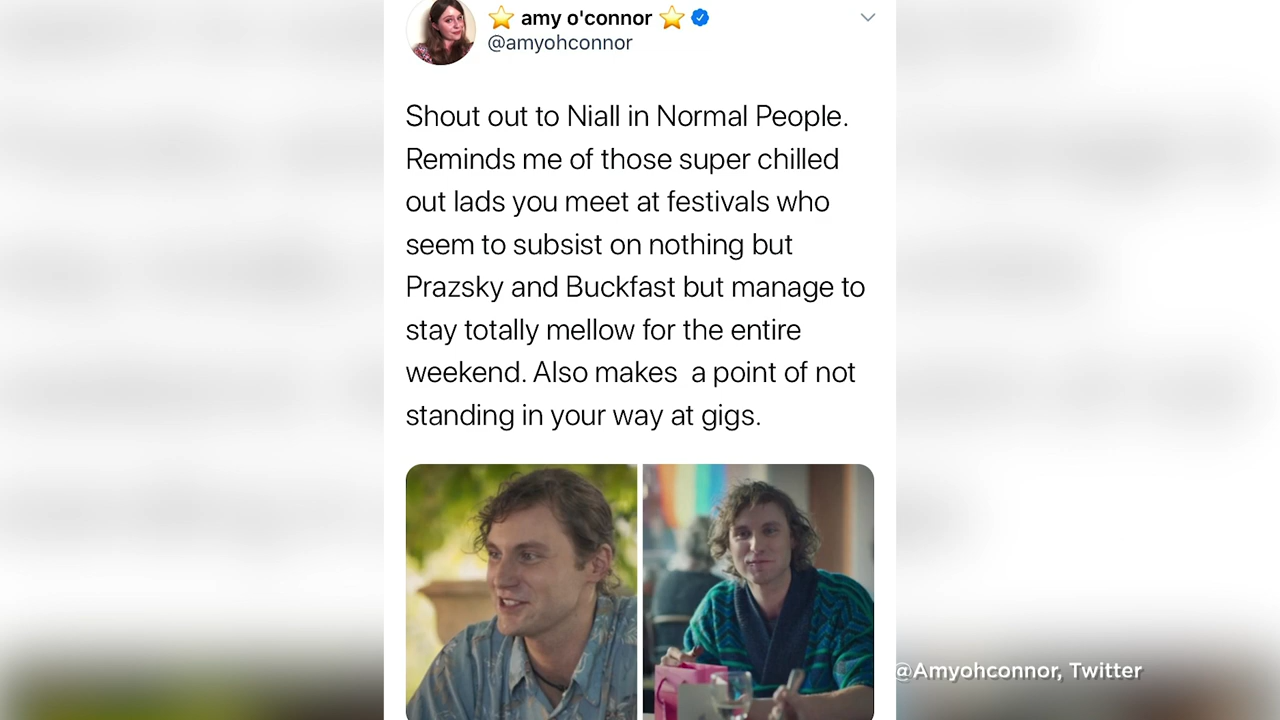 ⭐ amy o'connor ⭐
@amyohconnor
Shout out to Niall in Normal People.
Reminds me of those super chilled
out lads you meet at festivals who
seem to subsist on nothing but
Prazsky and Buckfast but manage to
stay totally mellow for the entire
weekend. Also makes  a point of not
standing in your way at gigs.
@Amyohconnor, Twitter